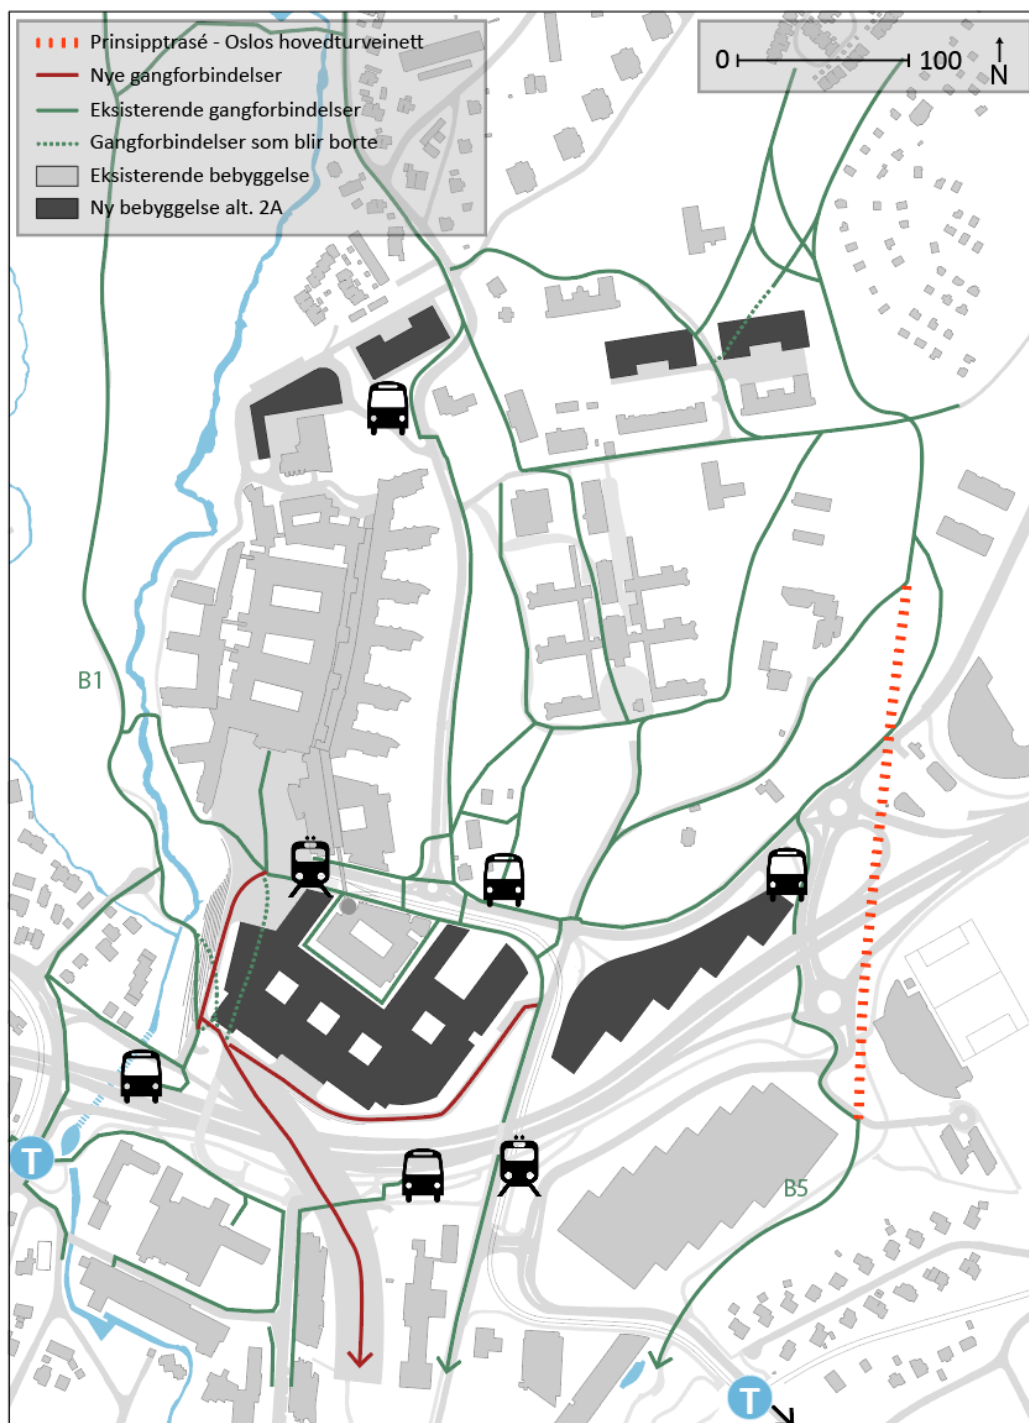 Prinsipptrasé - Oslos hovedturveinett
Nye gangforbindelser
Eksisterende gangforbindelser
Gangforbindelser som blir borte
Eksisterende bebyggelse
Ny bebyggelse alt. 2A
0 100
N
B1
T
B5
T